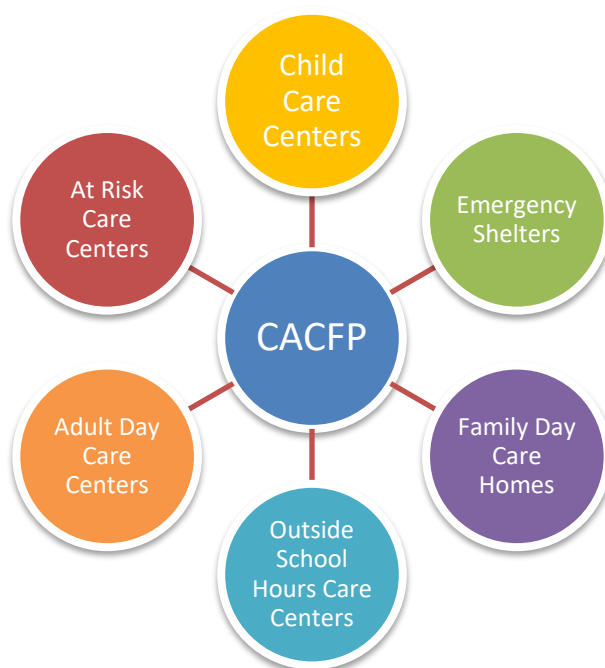 Child
Care
Centers
At Risk
Care
Centers
Emergency
Shelters
CACFP
Adult Day
Care
Centers
Family Day
Care
Homes
Outside
School
Hours Care
Centers